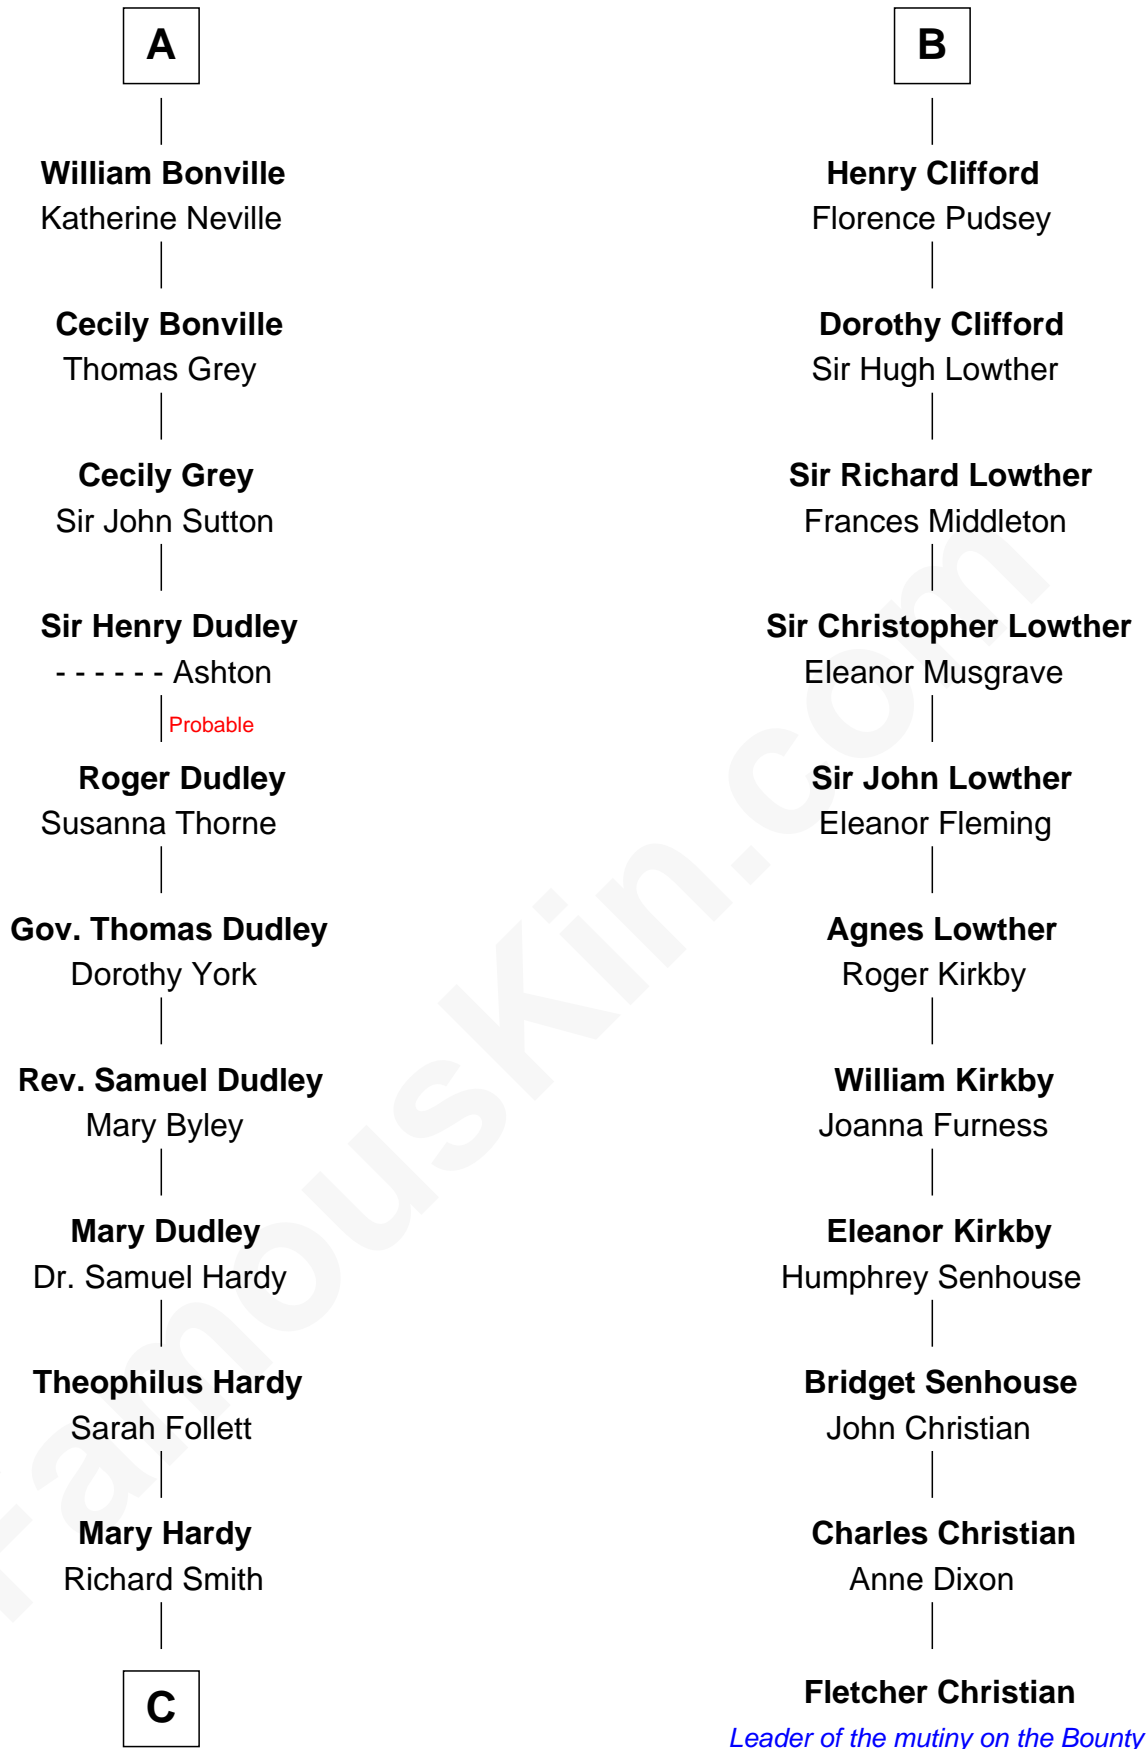 A
William Bonville
Katherine Neville
Cecily Bonville
Thomas Grey
Cecily Grey
Sir John Sutton
Sir Henry Dudley
- - - - - - Ashton
Probable
Roger Dudley
Susanna Thorne
Gov. Thomas Dudley
Dorothy York
Rev. Samuel Dudley
Mary Byley
Mary Dudley
Dr. Samuel Hardy
Theophilus Hardy
Sarah Follett
Mary Hardy
Richard Smith
C
B
Henry Clifford
Florence Pudsey
Dorothy Clifford
Sir Hugh Lowther
Sir Richard Lowther
Frances Middleton
Sir Christopher Lowther
Eleanor Musgrave
Sir John Lowther
Eleanor Fleming
Agnes Lowther
Roger Kirkby
William Kirkby
Joanna Furness
Eleanor Kirkby
Humphrey Senhouse
Bridget Senhouse
John Christian
Charles Christian
Anne Dixon
Fletcher Christian
Leader of the mutiny on the Bounty
FamousKin.com